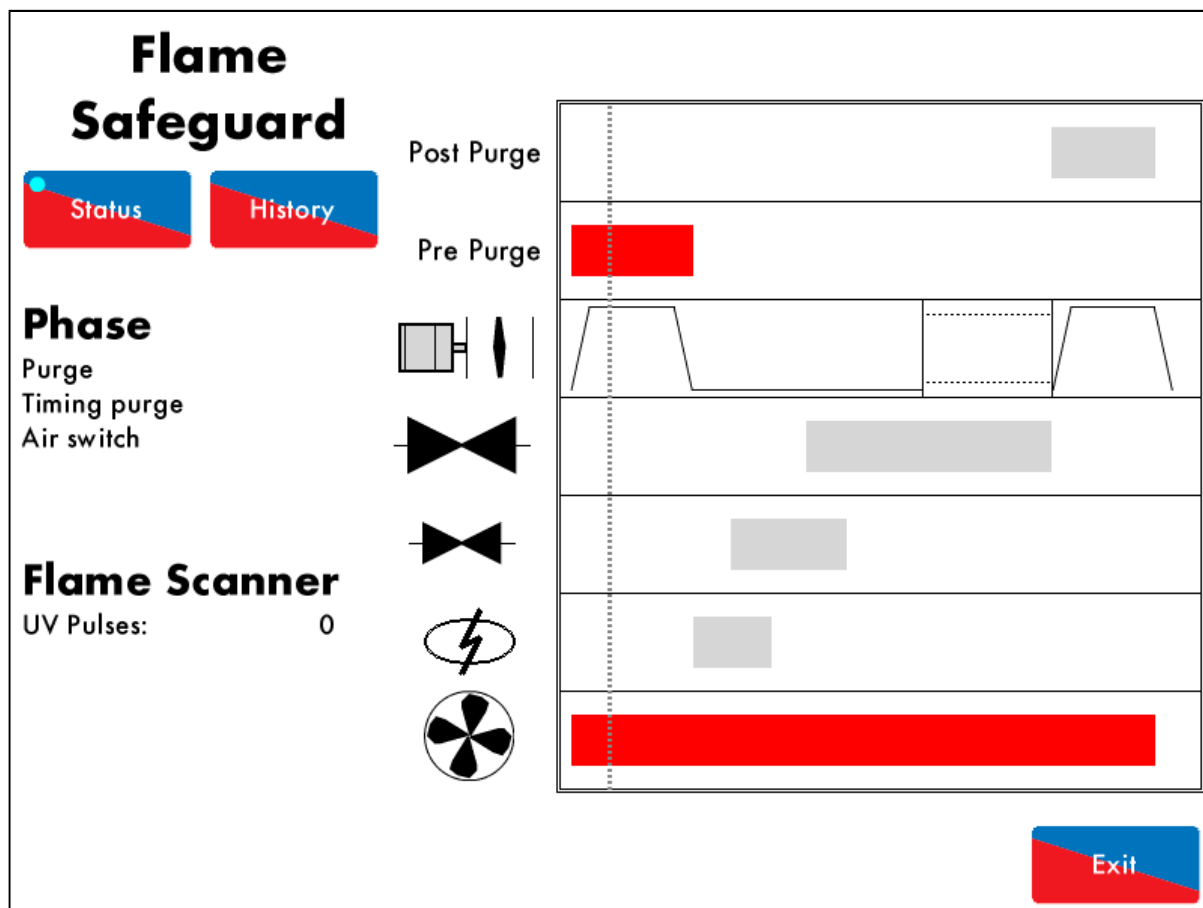 Flame
Safeguard
Status
History
Phase
Purge
Timing purge
Air switch
Flame Scanner
UV Pulses: 0
Post Purge
Pre Purge
Exit